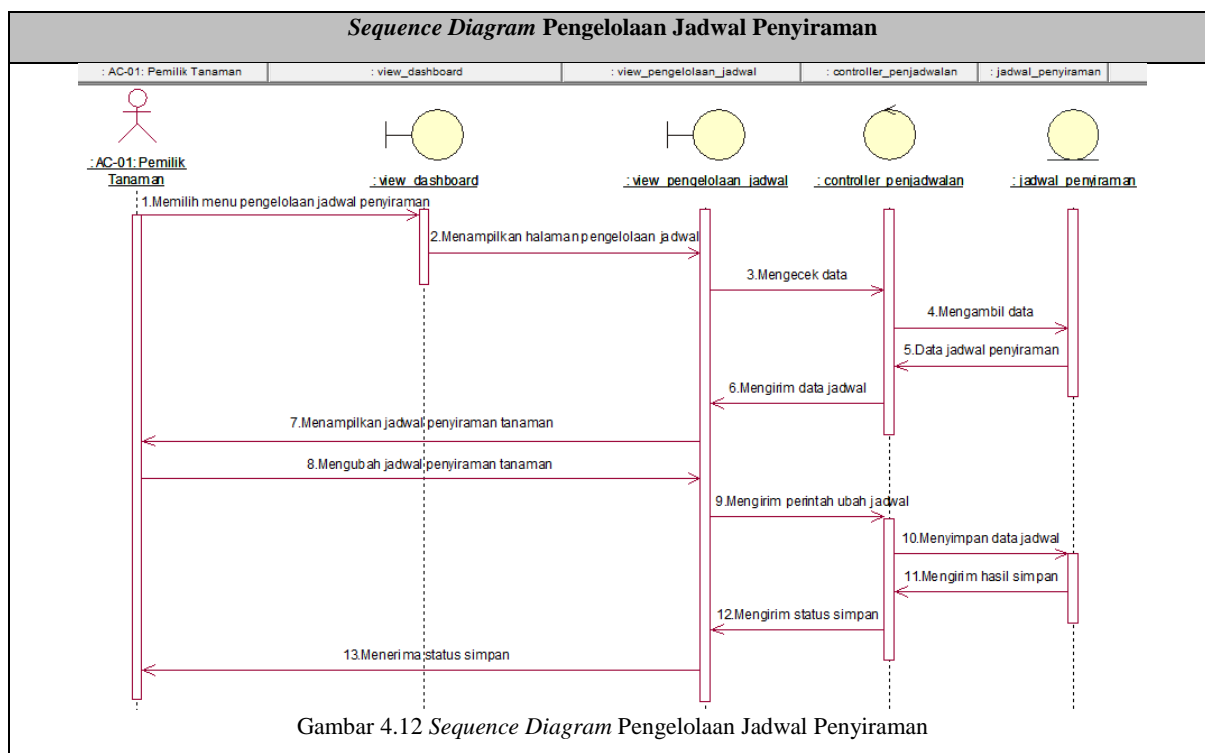 Sequence Diagram Pengelolaan Jadwal Penyiraman
: AC-01: Pemilik Tanaman
: view_dashboard
: view_pengelolaan_jadwal
: controller_penjadwalan
: jadwal_penyiraman
: AC-01: Pemilik
Tanaman
: view_dashboard
: view_pengelolaan_jadwal
: controller_penjadwalan
: jadwal_penyiraman
1.Memilih menu pengelolaan jadwal penyiraman
2.Menampilkan halaman pengelolaan jadwal
3.Mengecek data
4.Mengambil data
5.Data jadwal penyiraman
6.Mengirim data jadwal
7.Menampilkan jadwal penyiraman tanaman
8.Mengubah jadwal penyiraman tanaman
9.Mengirim perintah ubah jadwal
10.Menyimpan data jadwal
11.Mengirim hasil simpan
12.Mengirim status simpan
13.Menerima status simpan
Gambar 4.12 Sequence Diagram Pengelolaan Jadwal Penyiraman